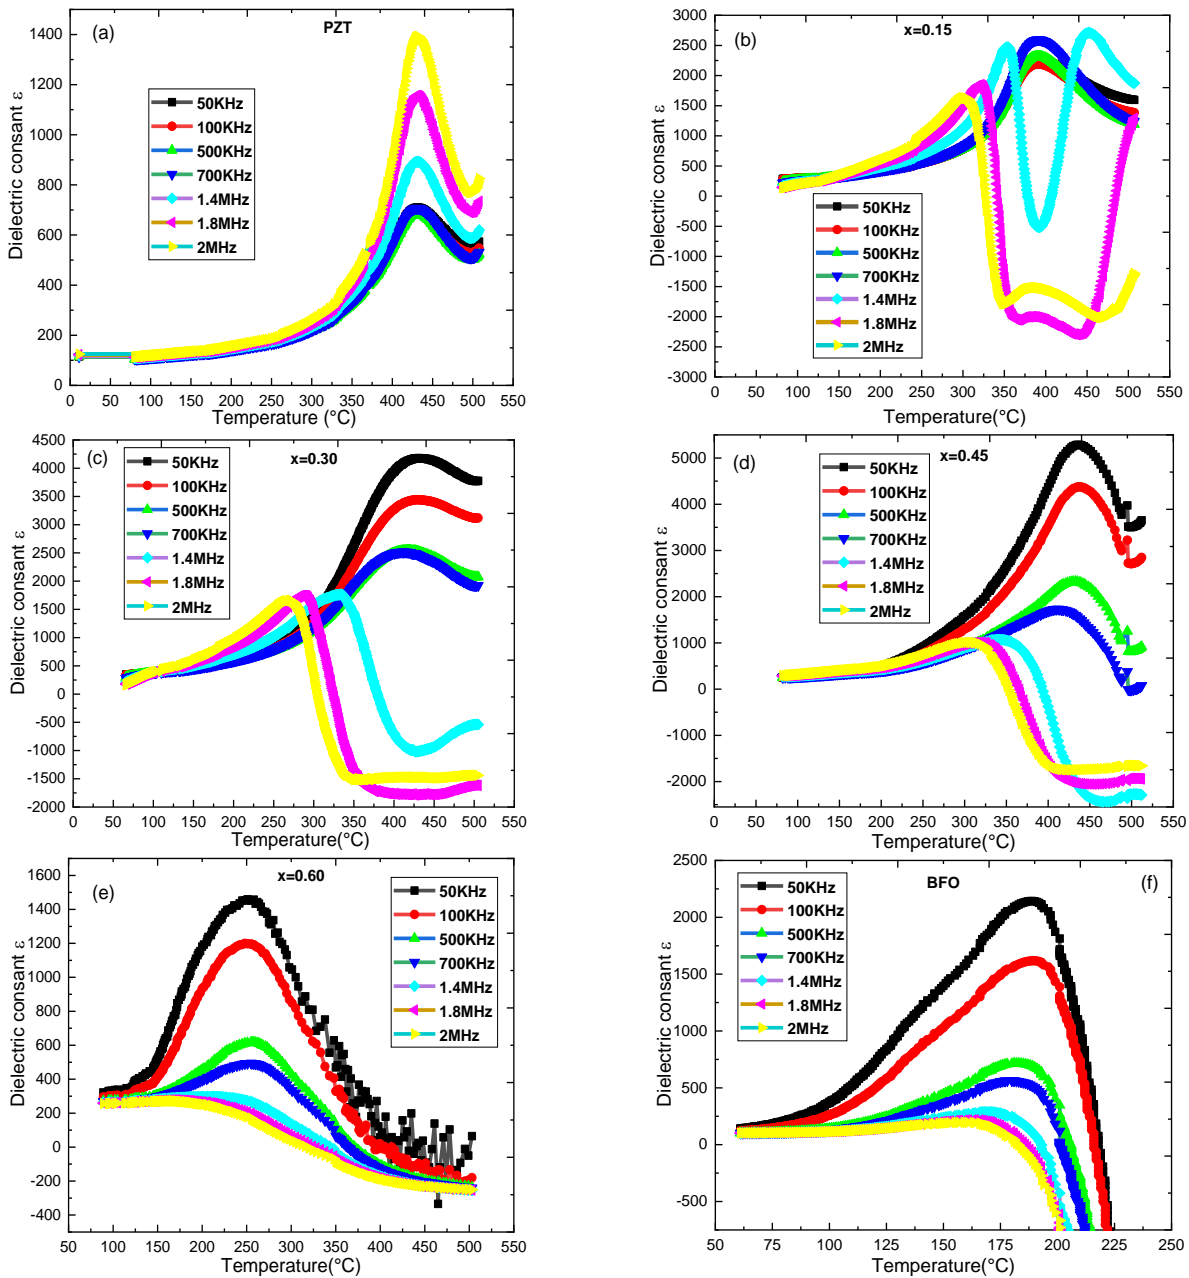 (a)
PZT
50KHz
100KHz
500KHz
700KHz
1.4MHz
1.8MHz
2MHz
Dielectric consant ε
1400
1200
1000
800
600
400
200
0
0 50 100 150 200 250 300 350 400 450 500 550
Temperature (°C)
(b)
x=0.15
50KHz
100KHz
500KHz
700KHz
1.4MHz
1.8MHz
2MHz
Dielectric consant ε
3000
2500
2000
1500
1000
500
0
-500
-1000
-1500
-2000
-2500
-3000
0 50 100 150 200 250 300 350 400 450 500 550
Temperature(°C)
(c)
x=0.30
50KHz
100KHz
500KHz
700KHz
1.4MHz
1.8MHz
2MHz
Dielectric consant ε
4500
4000
3500
3000
2500
2000
1500
1000
500
0
-500
-1000
-1500
-2000
0 50 100 150 200 250 300 350 400 450 500 550
Temperature(°C)
(d)
x=0.45
50KHz
100KHz
500KHz
700KHz
1.4MHz
1.8MHz
2MHz
Dielectric consant ε
5000
4000
3000
2000
1000
0
-1000
-2000
0 50 100 150 200 250 300 350 400 450 500 550
Temperature(°C)
(e)
x=0.60
50KHz
100KHz
500KHz
700KHz
1.4MHz
1.8MHz
2MHz
Dielectric consant ε
1600
1400
1200
1000
800
600
400
200
0
-200
-400
50 100 150 200 250 300 350 400 450 500 550
Temperature(°C)
(f)
BFO
50KHz
100KHz
500KHz
700KHz
1.4MHz
1.8MHz
2MHz
Dielectric consant ε
2500
2000
1500
1000
500
0
-500
50 75 100 125 150 175 200 225 250
Temperature(°C)